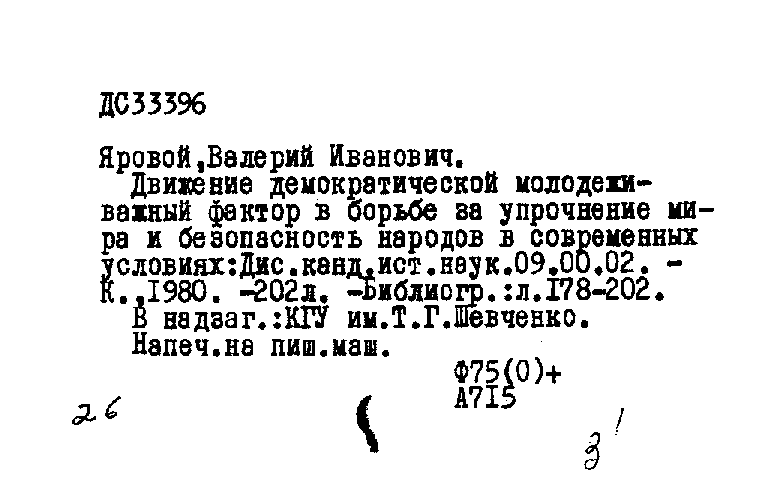 ДС33396
Яровой,Валерий Иванович.
Движение демократической молодежи-
важный фактор в борьбе за упрочнение ми-
ра и безопасность народов в современных
условиях:Дис.канд.ист.наук.09.00.02. -
К.,1980. -202л. -Библиогр.:л.178-202.
В надзаг.:КГУ им.Т.Г.Шевченко.
Напеч.на пиш.маш.
Ф75(0)+
А715
26
3